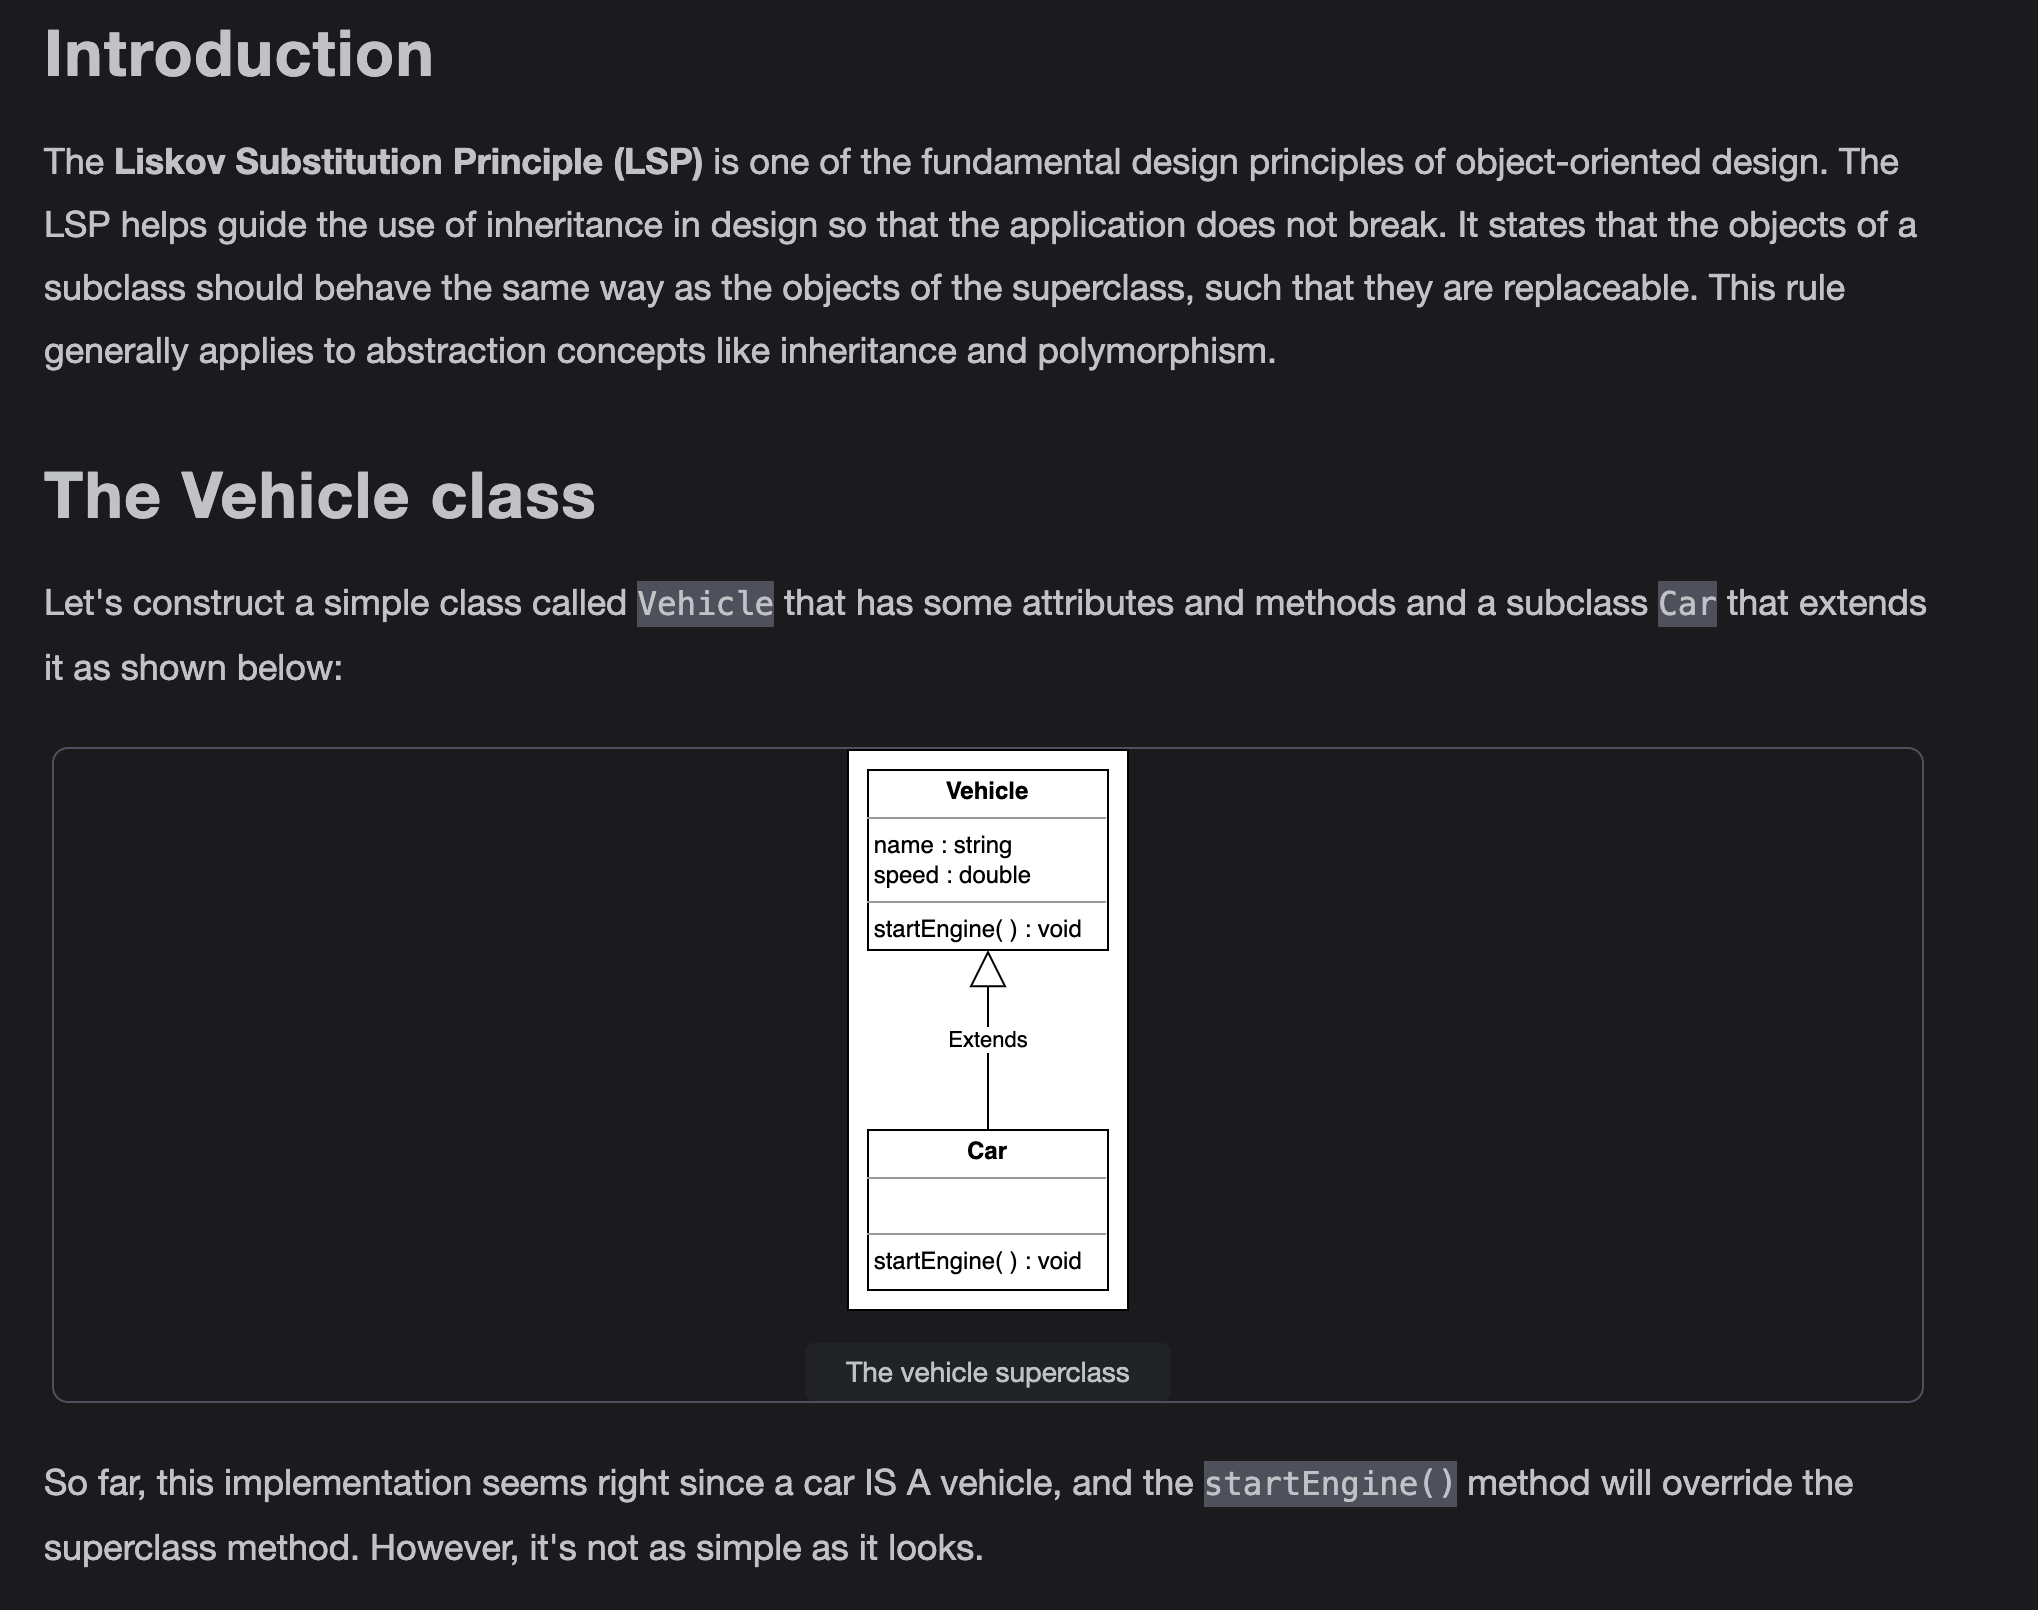 Introduction
The Liskov Substitution Principle (LSP) is one of the fundamental design principles of object-oriented design. The
LSP helps guide the use of inheritance in design so that the application does not break. It states that the objects of a
subclass should behave the same way as the objects of the superclass, such that they are replaceable. This rule
generally applies to abstraction concepts like inheritance and polymorphism.
The Vehicle class
Let's construct a simple class called Vehicle that has some attributes and methods and a subclass Car that extends
it as shown below:
Vehicle
name : string
speed : double
startEngine( ) : void
Extends
Car
startEngine( ) : void
The vehicle superclass
So far, this implementation seems right since a car IS A vehicle, and the startEngine() method will override the
superclass method. However, it's not as simple as it looks.